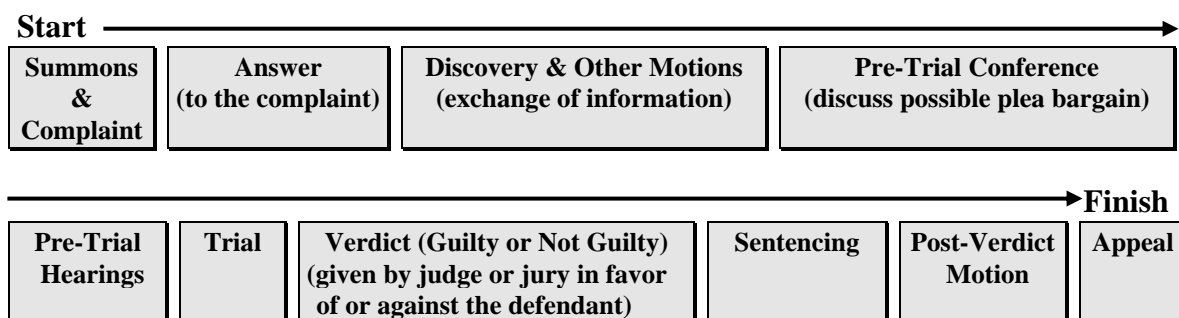 Start
Summons
&
Complaint
Answer
(to the complaint)
Discovery & Other Motions
(exchange of information)
Pre-Trial Conference
(discuss possible plea bargain)
Finish
Pre-Trial
Hearings
Trial
Verdict (Guilty or Not Guilty)
(given by judge or jury in favor
of or against the defendant)
Sentencing
Post-Verdict
Motion
Appeal